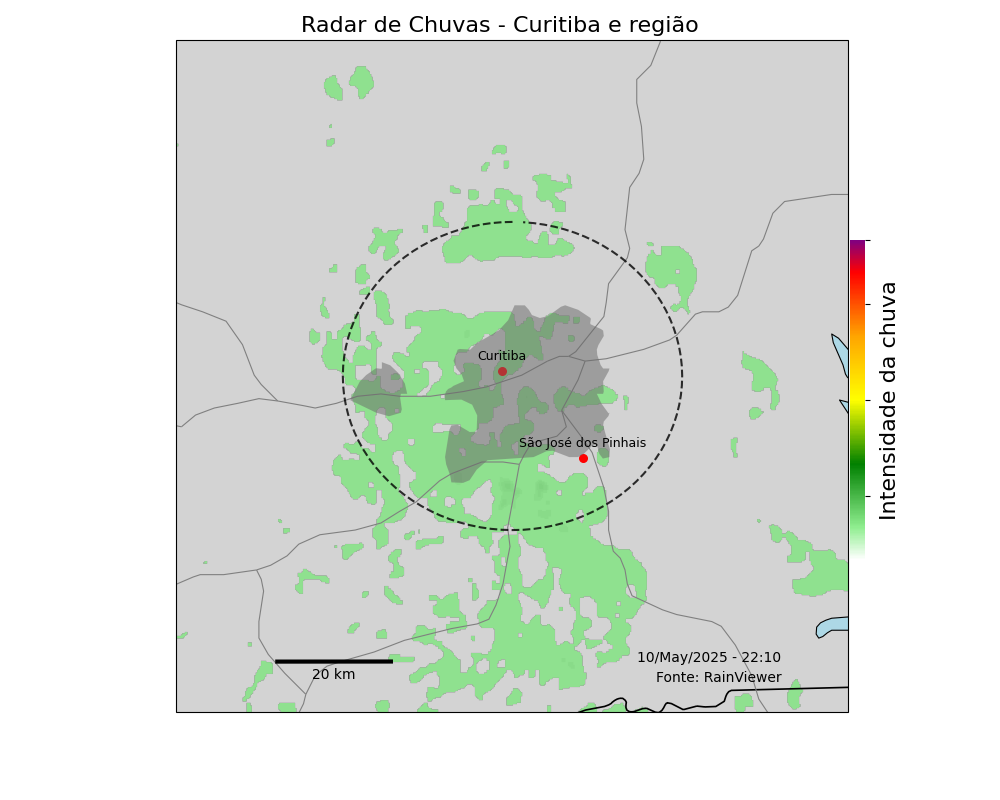 Radar de Chuvas - Curitiba e região
Curitiba
São José dos Pinhais
Intensidade da chuva
10/May/2025 - 22:10
Fonte: RainViewer
20 km